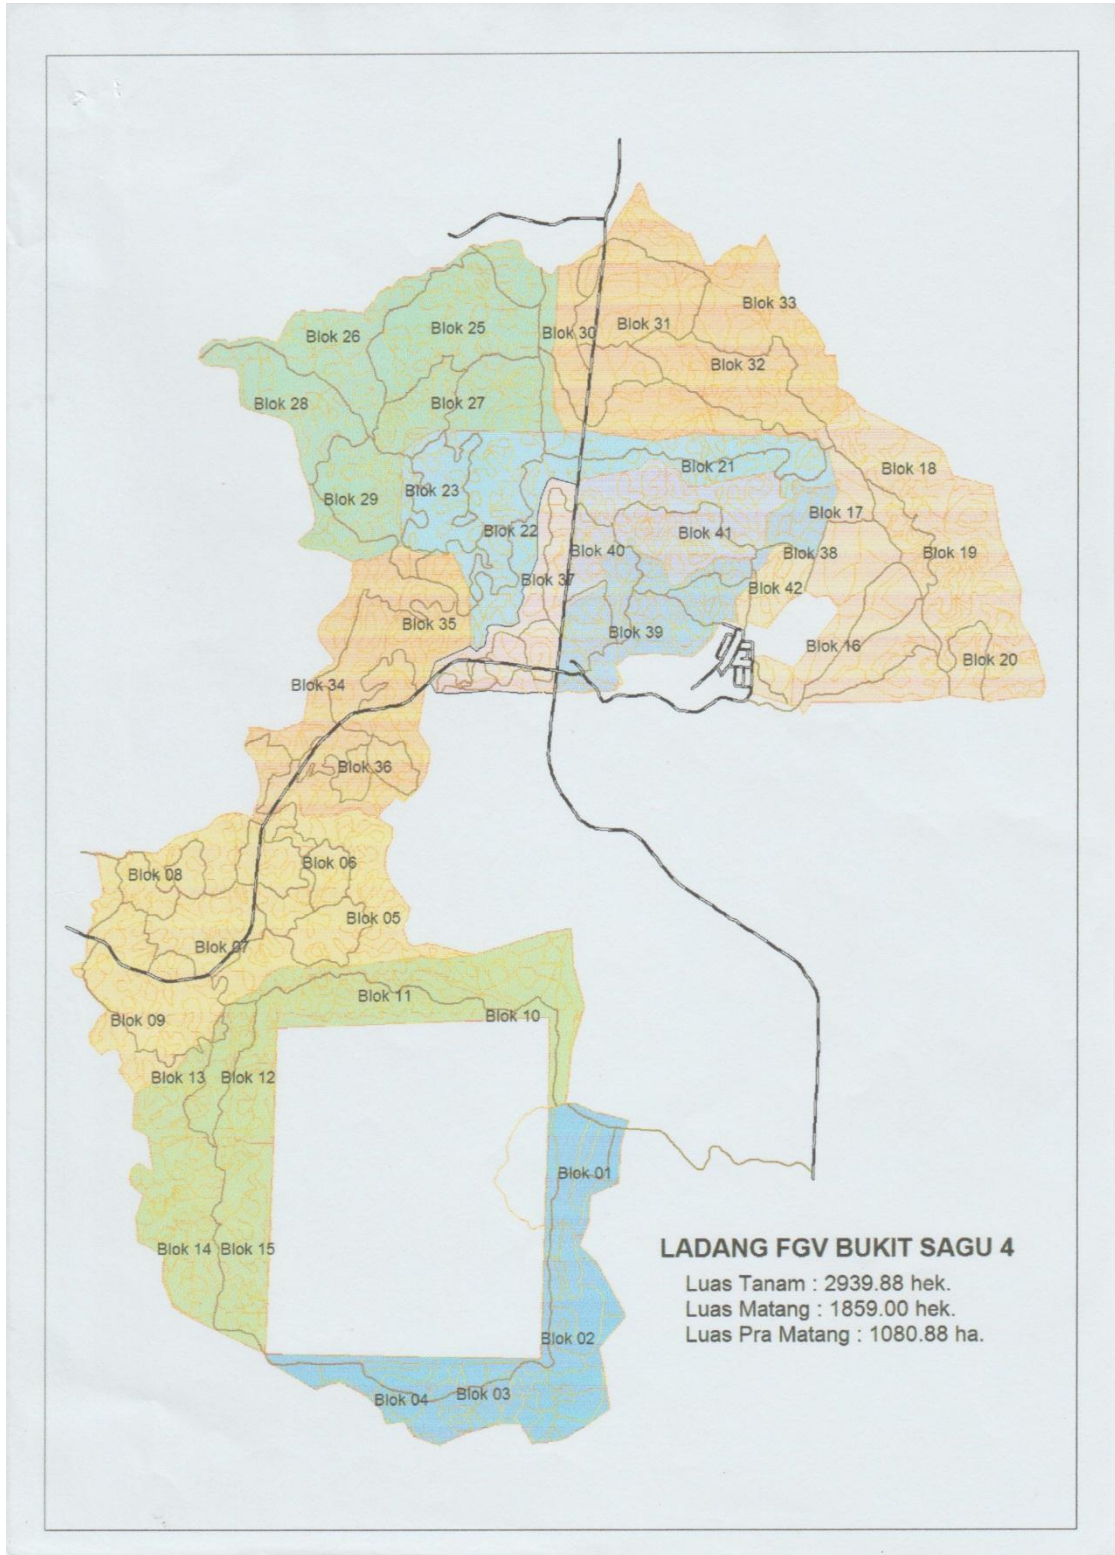 Blok 33
Blok 31
Blok 30
Blok 25
Blok 26
Blok 32
Blok 27
Blok 28
Blok 21
Blok 18
Blok 23
Blok 29
Blok 17
Blok 22
Blok 41
Blok 40
Blok 38
Blok 19
Blok 37
Blok 42
Blok 35
Blok 39
Blok 16
Blok 20
Blok 34
Blok 36
Blok 06
Blok 08
Blok 05
Blok 07
Blok 11
Blok 10
Blok 09
Blok 13
Blok 12
Blok 01
Blok 14
Blok 15
LADANG FGV BUKIT SAGU 4
Luas Tanam : 2939.88 hek.
Luas Matang : 1859.00 hek.
Luas Pra Matang : 1080.88 ha.
Blok 02
Blok 03
Blok 04